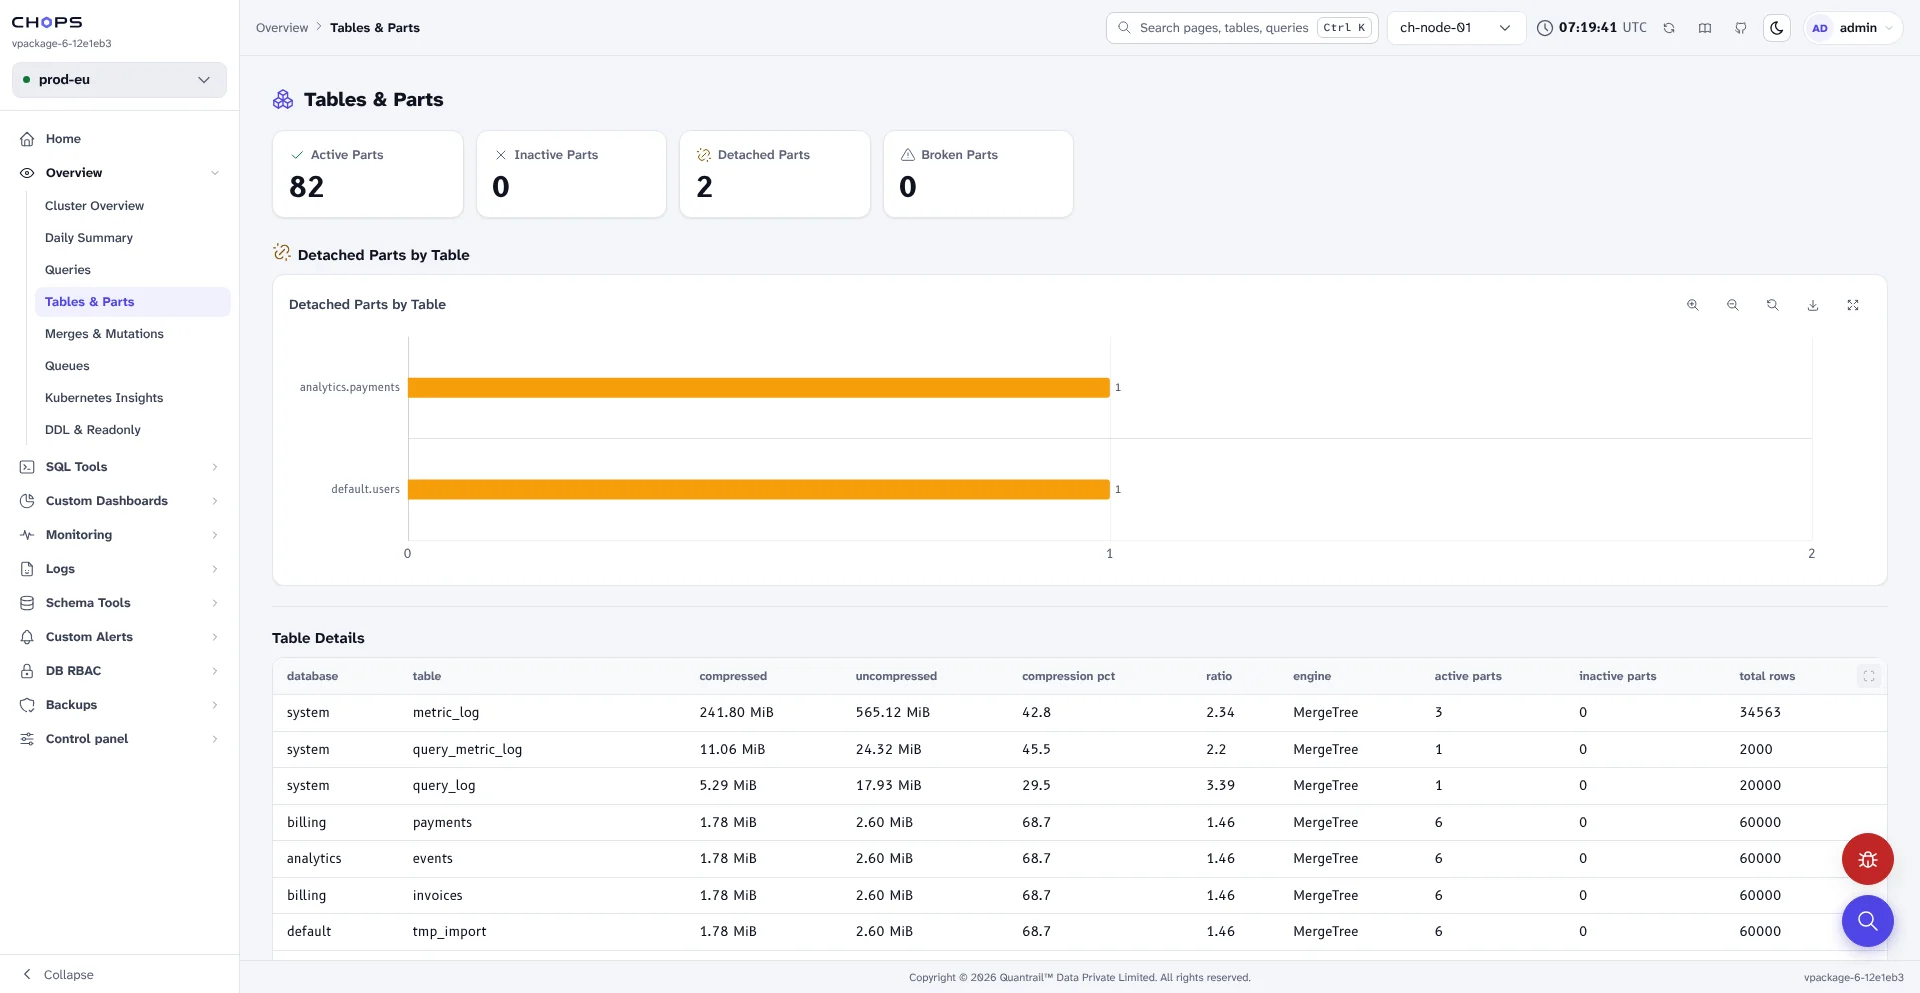 CHOPS
vpackage-6-12e1eb3
prod-eu
Home
Overview
Cluster Overview
Daily Summary
Queries
Tables & Parts
Merges & Mutations
Queues
Kubernetes Insights
DDL & Readonly
SQL Tools
Custom Dashboards
Monitoring
Logs
Schema Tools
Custom Alerts
DB RBAC
Backups
Control panel
Collapse
Overview > Tables & Parts
Search pages, tables, queries Ctrl K
ch-node-01
07:19:41 UTC
AD admin
Tables & Parts
Active Parts
82
Inactive Parts
0
Detached Parts
2
Broken Parts
0
Detached Parts by Table
Detached Parts by Table
analytics.payments 1
default.users 1
0 1 2
Table Details
database table compressed uncompressed compression pct ratio engine active parts inactive parts total rows
system metric_log 241.80 MiB 565.12 MiB 42.8 2.34 MergeTree 3 0 34563
system query_metric_log 11.06 MiB 24.32 MiB 45.5 2.2 MergeTree 1 0 2000
system query_log 5.29 MiB 17.93 MiB 29.5 3.39 MergeTree 1 0 20000
billing payments 1.78 MiB 2.60 MiB 68.7 1.46 MergeTree 6 0 60000
analytics events 1.78 MiB 2.60 MiB 68.7 1.46 MergeTree 6 0 60000
billing invoices 1.78 MiB 2.60 MiB 68.7 1.46 MergeTree 6 0 60000
default tmp_import 1.78 MiB 2.60 MiB 68.7 1.46 MergeTree 6 0 60000
Copyright © 2026 Quantrail™ Data Private Limited. All rights reserved.
vpackage-6-12e1eb3